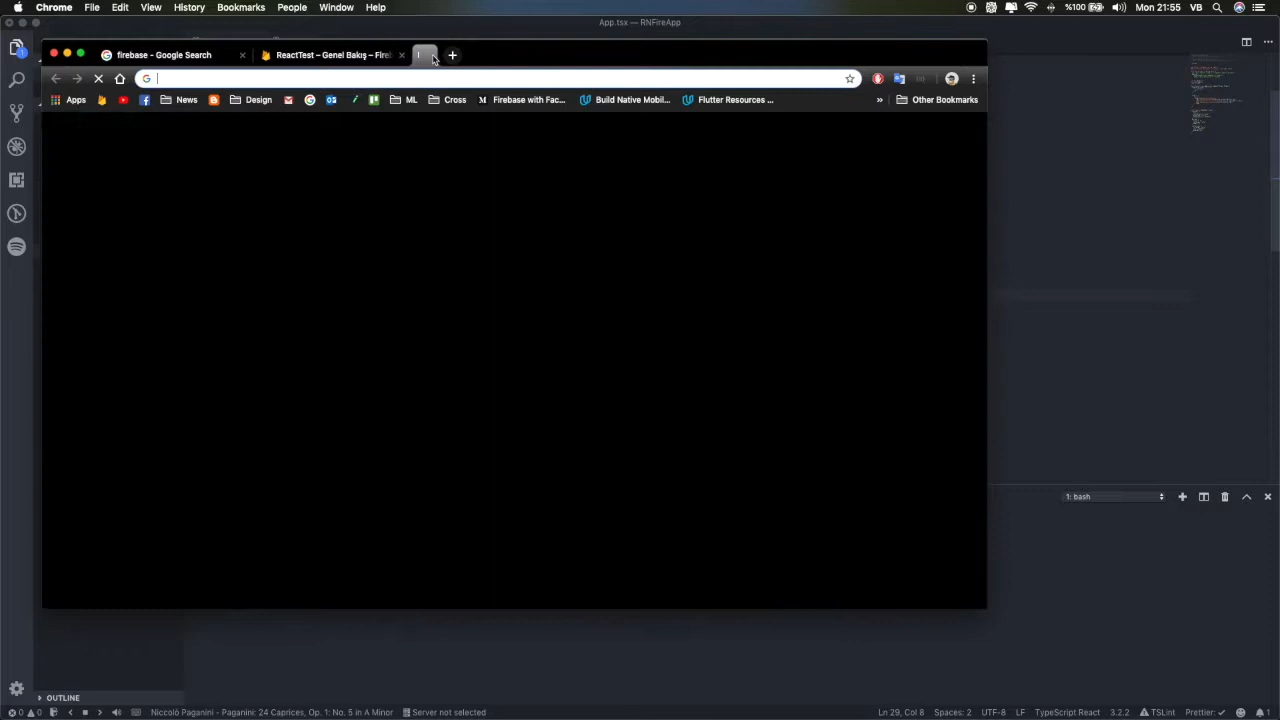 Chrome File Edit View History Bookmarks People Window Help %100 Mon 21:55 VB
App.tsx — RNFireApp
firebase - Google Search ReactTest – Genel Bakış – Fire
Apps News Design ML Cross Firebase with Fac... Build Native Mobil... Flutter Resources ... » Other Bookmarks
1: bash
OUTLINE
0 0 Niccolò Paganini - Paganini: 24 Caprices, Op. 1: No. 5 in A Minor Server not selected Ln 29, Col 8 Spaces: 2 UTF-8 LF TypeScript React 3.2.2 TSLint Prettier: ✓ 1